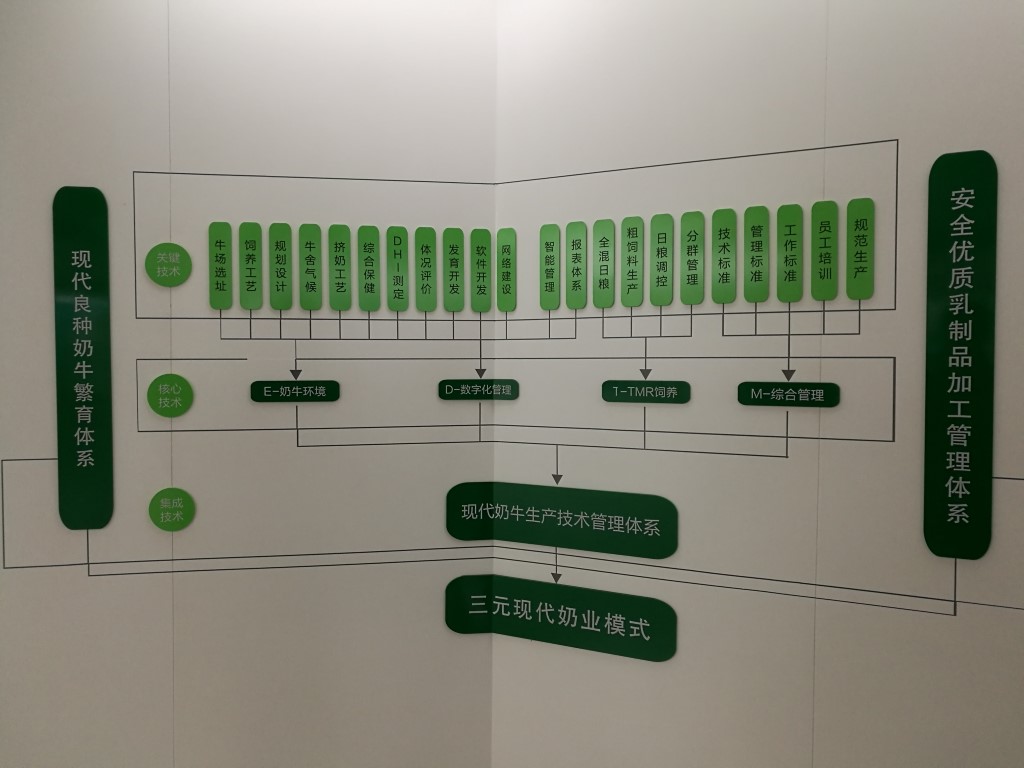 现代良种奶牛繁育体系
关键
技术
牛场选址
饲养工艺
规划设计
牛舍气候
挤奶工艺
综合保健
DHI测定
体况评价
发育开发
软件开发
网络建设
智能管理
报表体系
全混日粮
粗饲料生产
日粮调控
分群管理
技术标准
管理标准
工作标准
员工培训
规范生产
安全优质乳制品加工管理体系
核心
技术
E-奶牛环境
D-数字化管理
T-TMR饲养
M-综合管理
集成
技术
现代奶牛生产技术管理体系
三元现代奶业模式